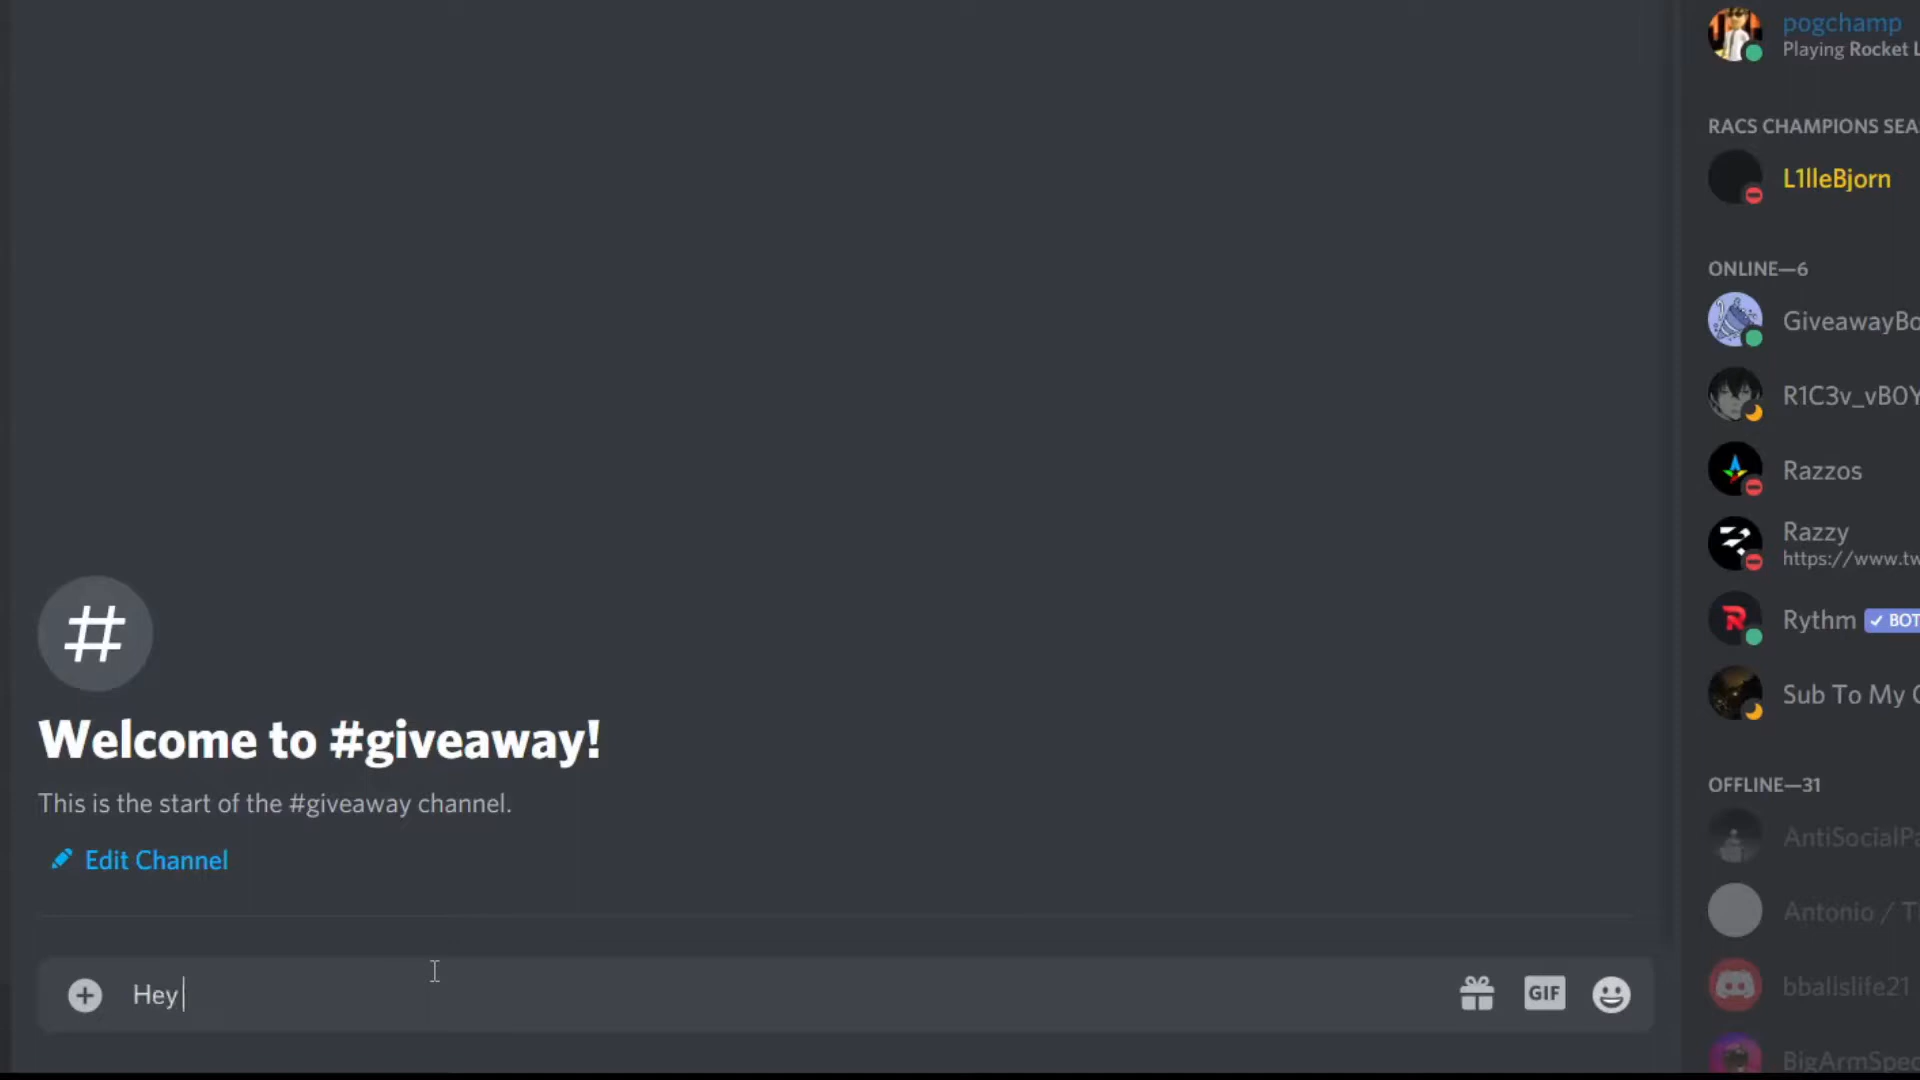 pogchamp
Playing Rocket L
RACS CHAMPIONS SEA
L1lleBjorn
ONLINE—6
GiveawayBo
R1C3v_vB0Y
Razzos
Razzy
https://www.tw
Rythm ✓ BOT
Sub To My C
OFFLINE—31
AntiSocialPa
Antonio / T
bballslife21
BigArmSpec
#
Welcome to #giveaway!
This is the start of the #giveaway channel.
Edit Channel
Hey
GIF